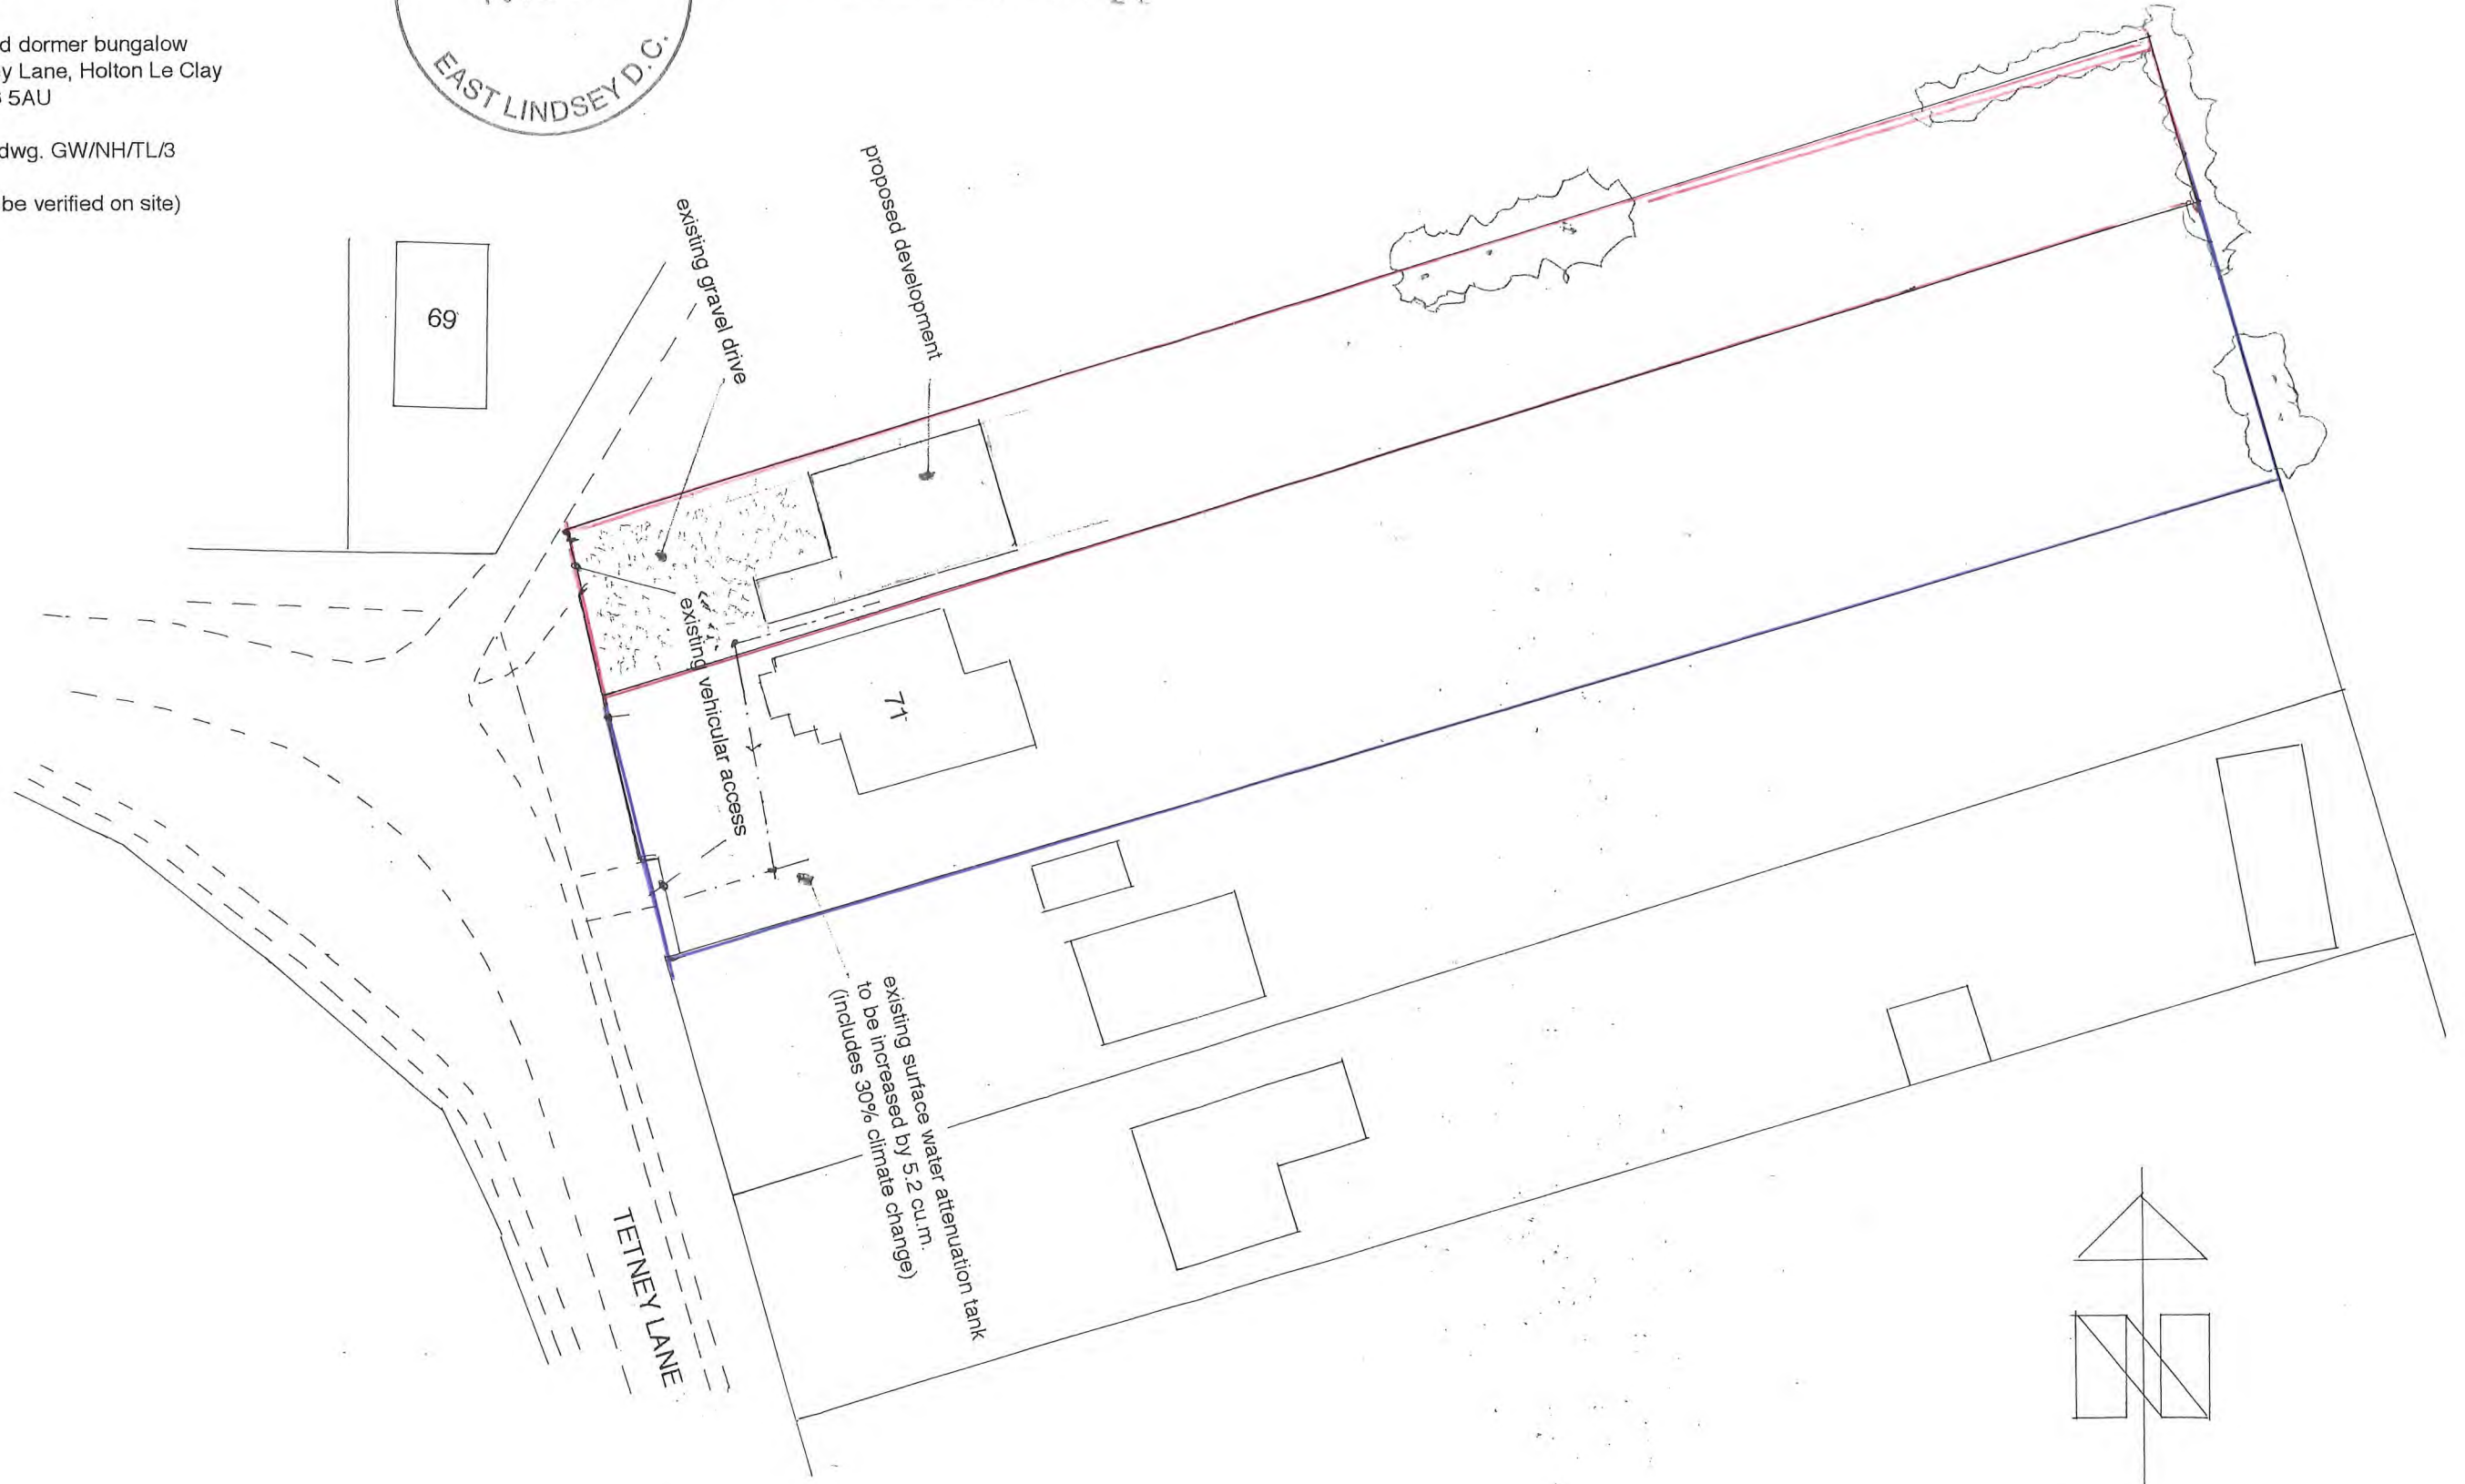 d dormer bungalow
y Lane, Holton Le Clay
5AU
dwg. GW/NH/TL/3
be verified on site)
EAST LINDSEY D.C.
69
existing gravel drive
proposed development
existing vehicular access
71
existing surface water attenuation tank
to be increased by 5.2 cu.m.
(includes 30% climate change)
TETNEY LANE
N